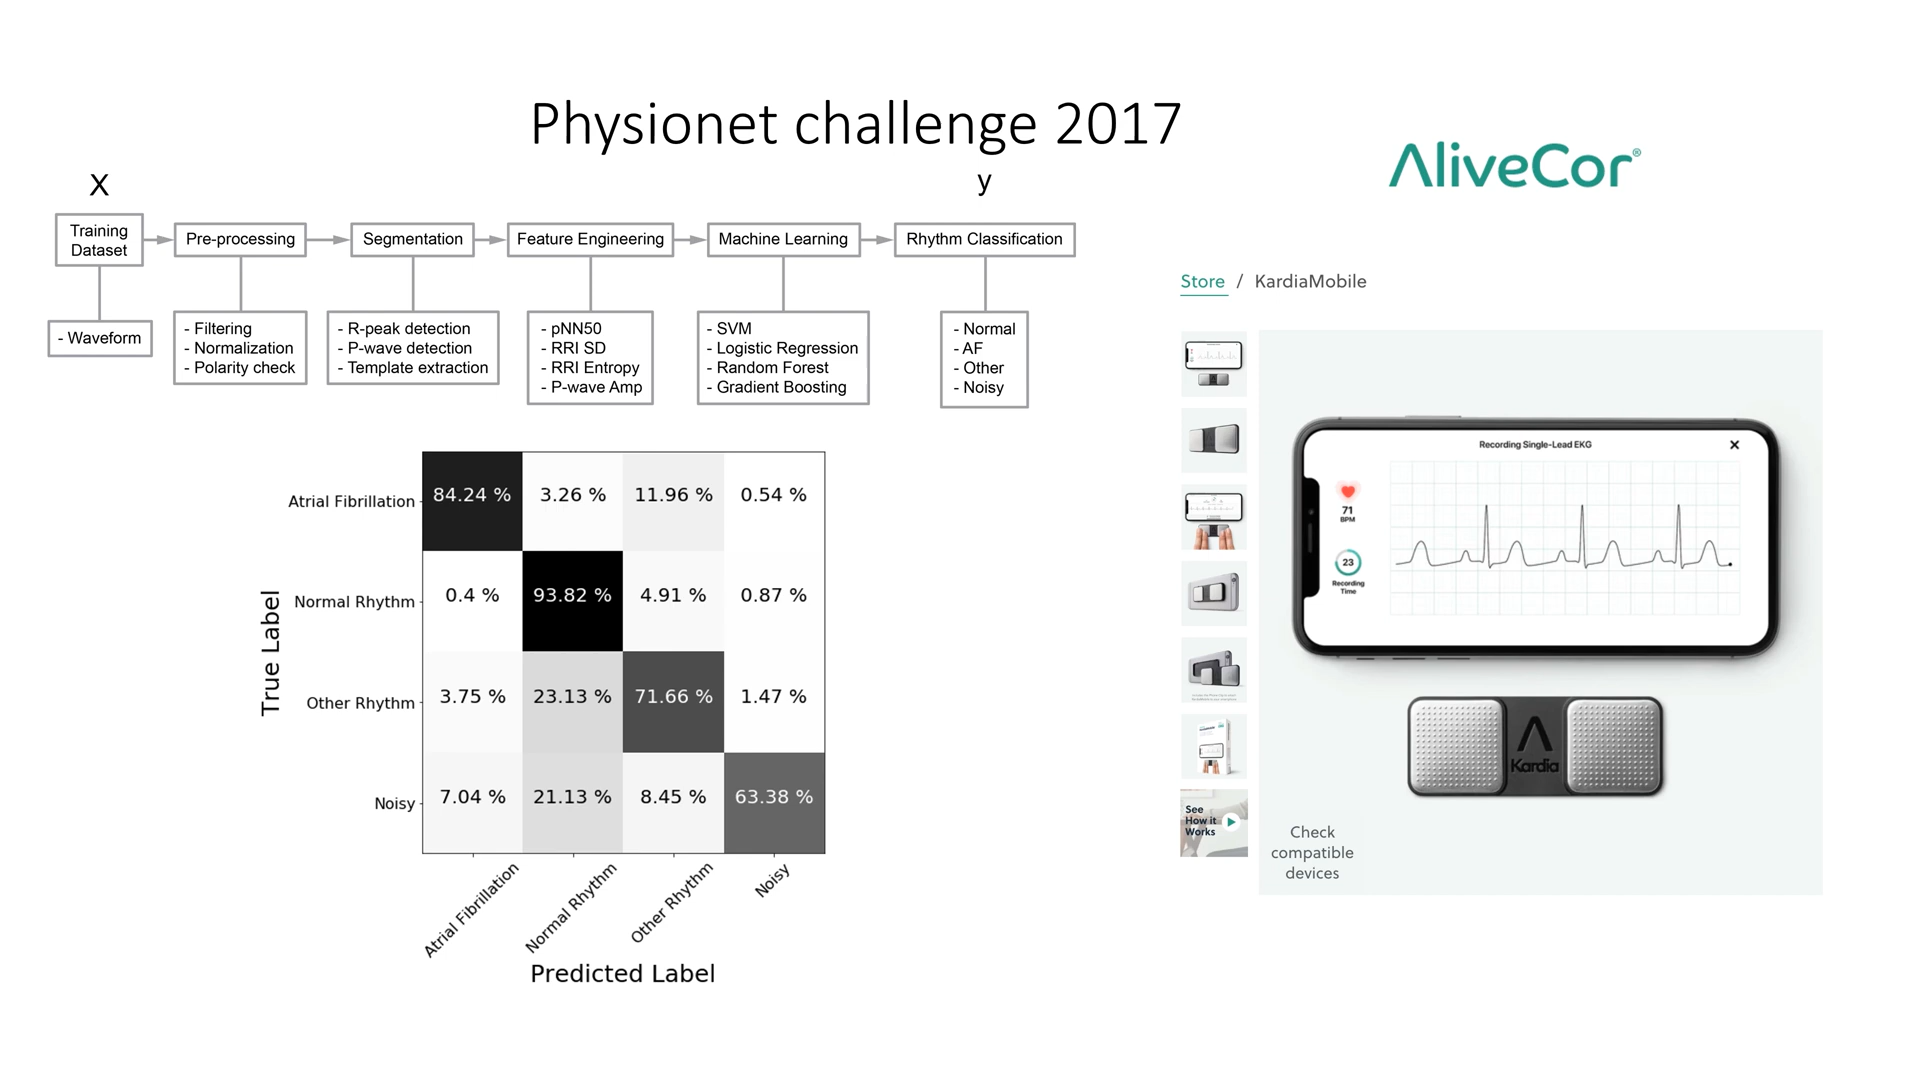 Physionet challenge 2017
X
y
AliveCor®
Training
Dataset
Pre-processing
Segmentation
Feature Engineering
Machine Learning
Rhythm Classification
- Waveform
- Filtering
- Normalization
- Polarity check
- R-peak detection
- P-wave detection
- Template extraction
- pNN50
- RRI SD
- RRI Entropy
- P-wave Amp
- SVM
- Logistic Regression
- Random Forest
- Gradient Boosting
- Normal
- AF
- Other
- Noisy
True Label
Atrial Fibrillation
84.24 % 3.26 % 11.96 % 0.54 %
Normal Rhythm
0.4 % 93.82 % 4.91 % 0.87 %
Other Rhythm
3.75 % 23.13 % 71.66 % 1.47 %
Noisy
7.04 % 21.13 % 8.45 % 63.38 %
Atrial Fibrillation
Normal Rhythm
Other Rhythm
Noisy
Predicted Label
Store / KardiaMobile
Recording Single-Lead EKG
71
BPM
23
Recording
Time
Kardia
See
How it
Works
Check
compatible
devices